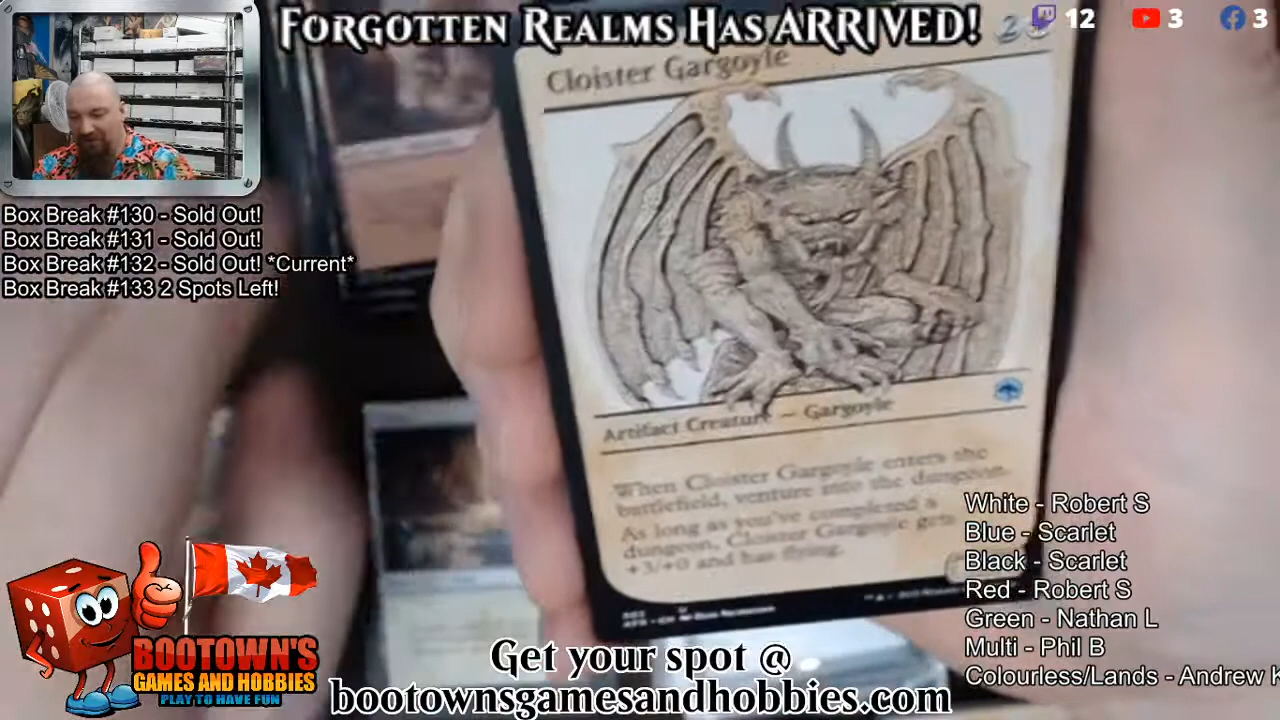 FORGOTTEN REALMS HAS ARRIVED!
12
3
3
Cloister Gargoyle
2
Box Break #130 - Sold Out!
Box Break #131 - Sold Out!
Box Break #132 - Sold Out! *Current*
Box Break #133 2 Spots Left!
Artifact Creature — Gargoyle
When Cloister Gargoyle enters the
battlefield, venture into the dungeon.
As long as you've completed a
dungeon, Cloister Gargoyle gets
+3/+0 and has flying.
White - Robert S
Blue - Scarlet
Black - Scarlet
Red - Robert S
Green - Nathan L
Multi - Phil B
Colourless/Lands - Andrew K
BOOTOWN'S
GAMES AND HOBBIES
PLAY TO HAVE FUN
Get your spot @
bootownsgamesandhobbies.com